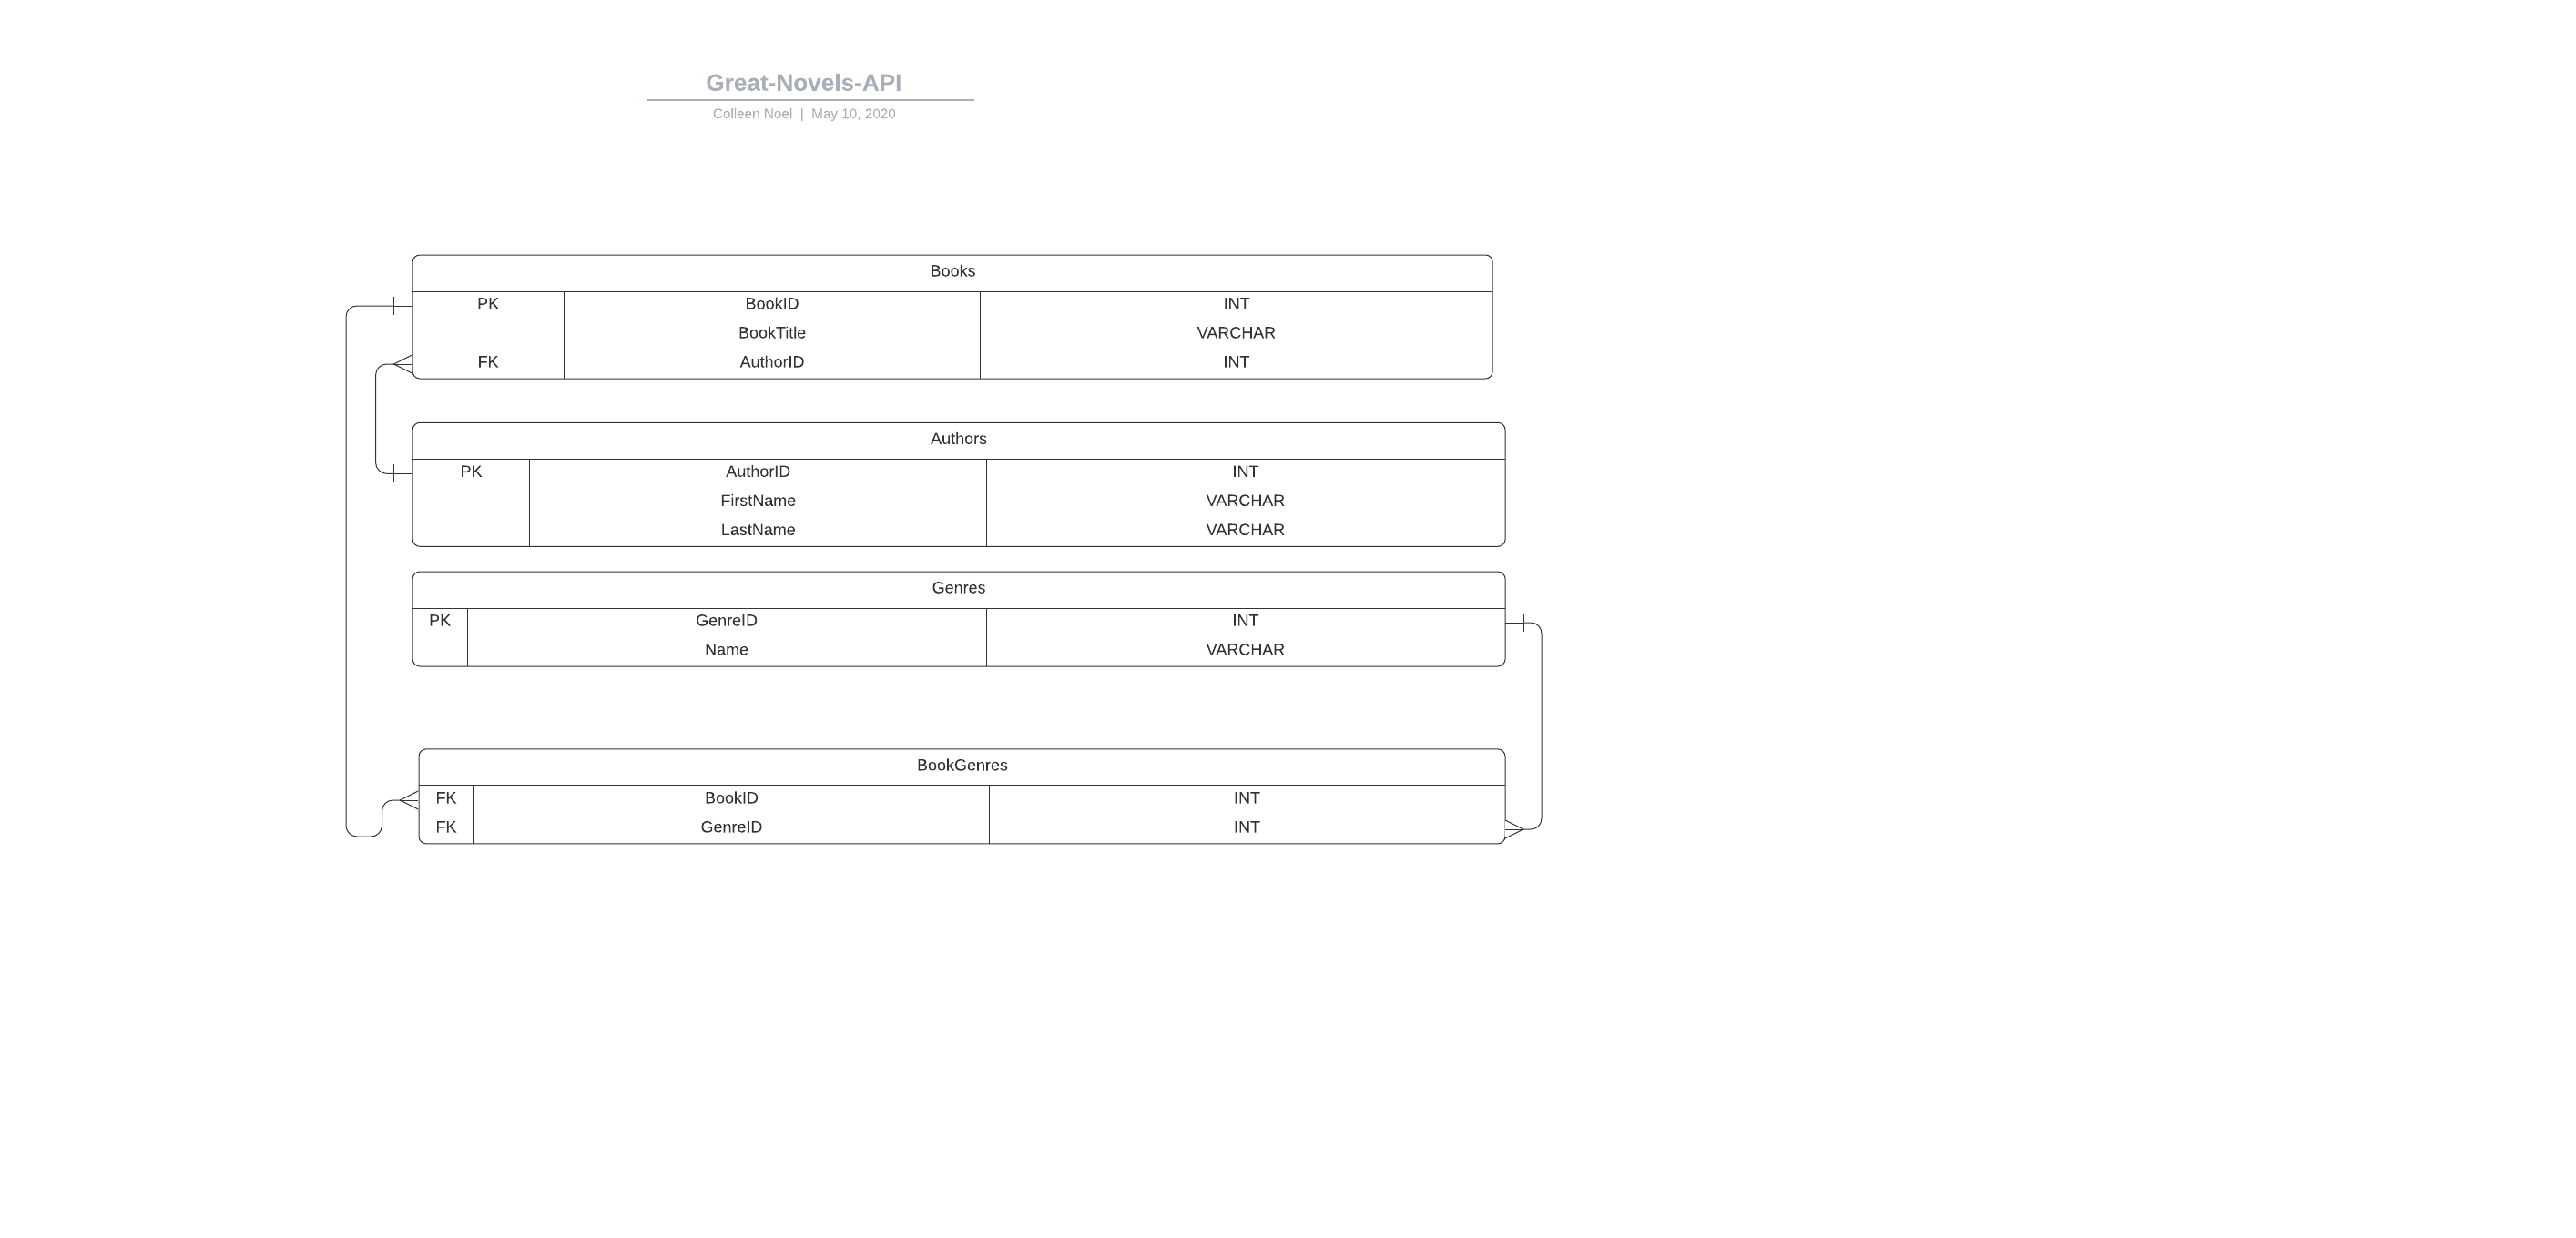 Great-Novels-API
Colleen Noel | May 10, 2020
Books
PK BookID INT
BookTitle VARCHAR
FK AuthorID INT
Authors
PK AuthorID INT
FirstName VARCHAR
LastName VARCHAR
Genres
PK GenreID INT
Name VARCHAR
BookGenres
FK BookID INT
FK GenreID INT